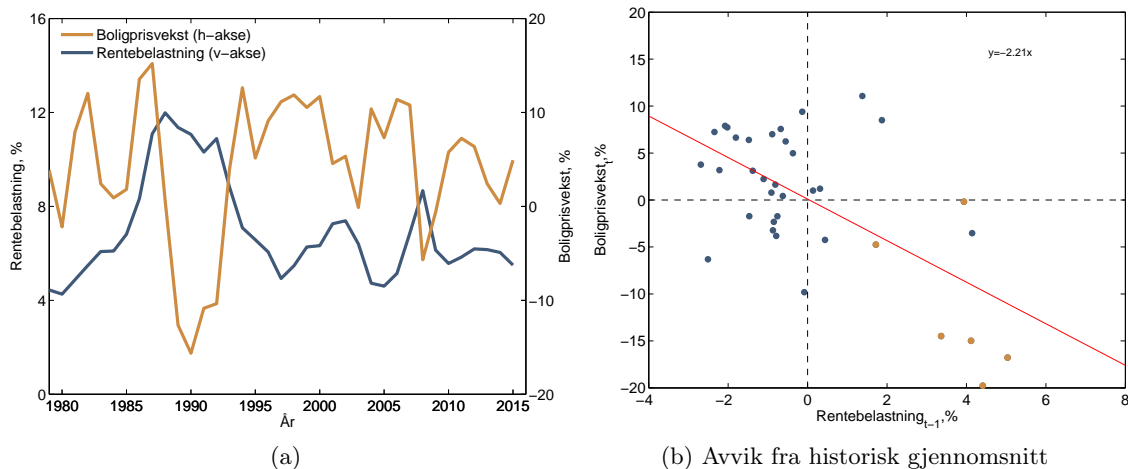 16
12
8
4
0
Rentebelastning, %
Boligprisvekst (h−akse)
Rentebelastning (v−akse)
20
10
0
−10
−20
Boligprisvekst, %
1980 1985 1990 1995 2000 2005 2010 2015
År
(a)
20
15
10
5
0
−5
−10
−15
−20
Boligprisvekst_t,%
y=−2.21x
−4 −2 0 2 4 6 8
Rentebelastning_{t−1},%
(b) Avvik fra historisk gjennomsnitt